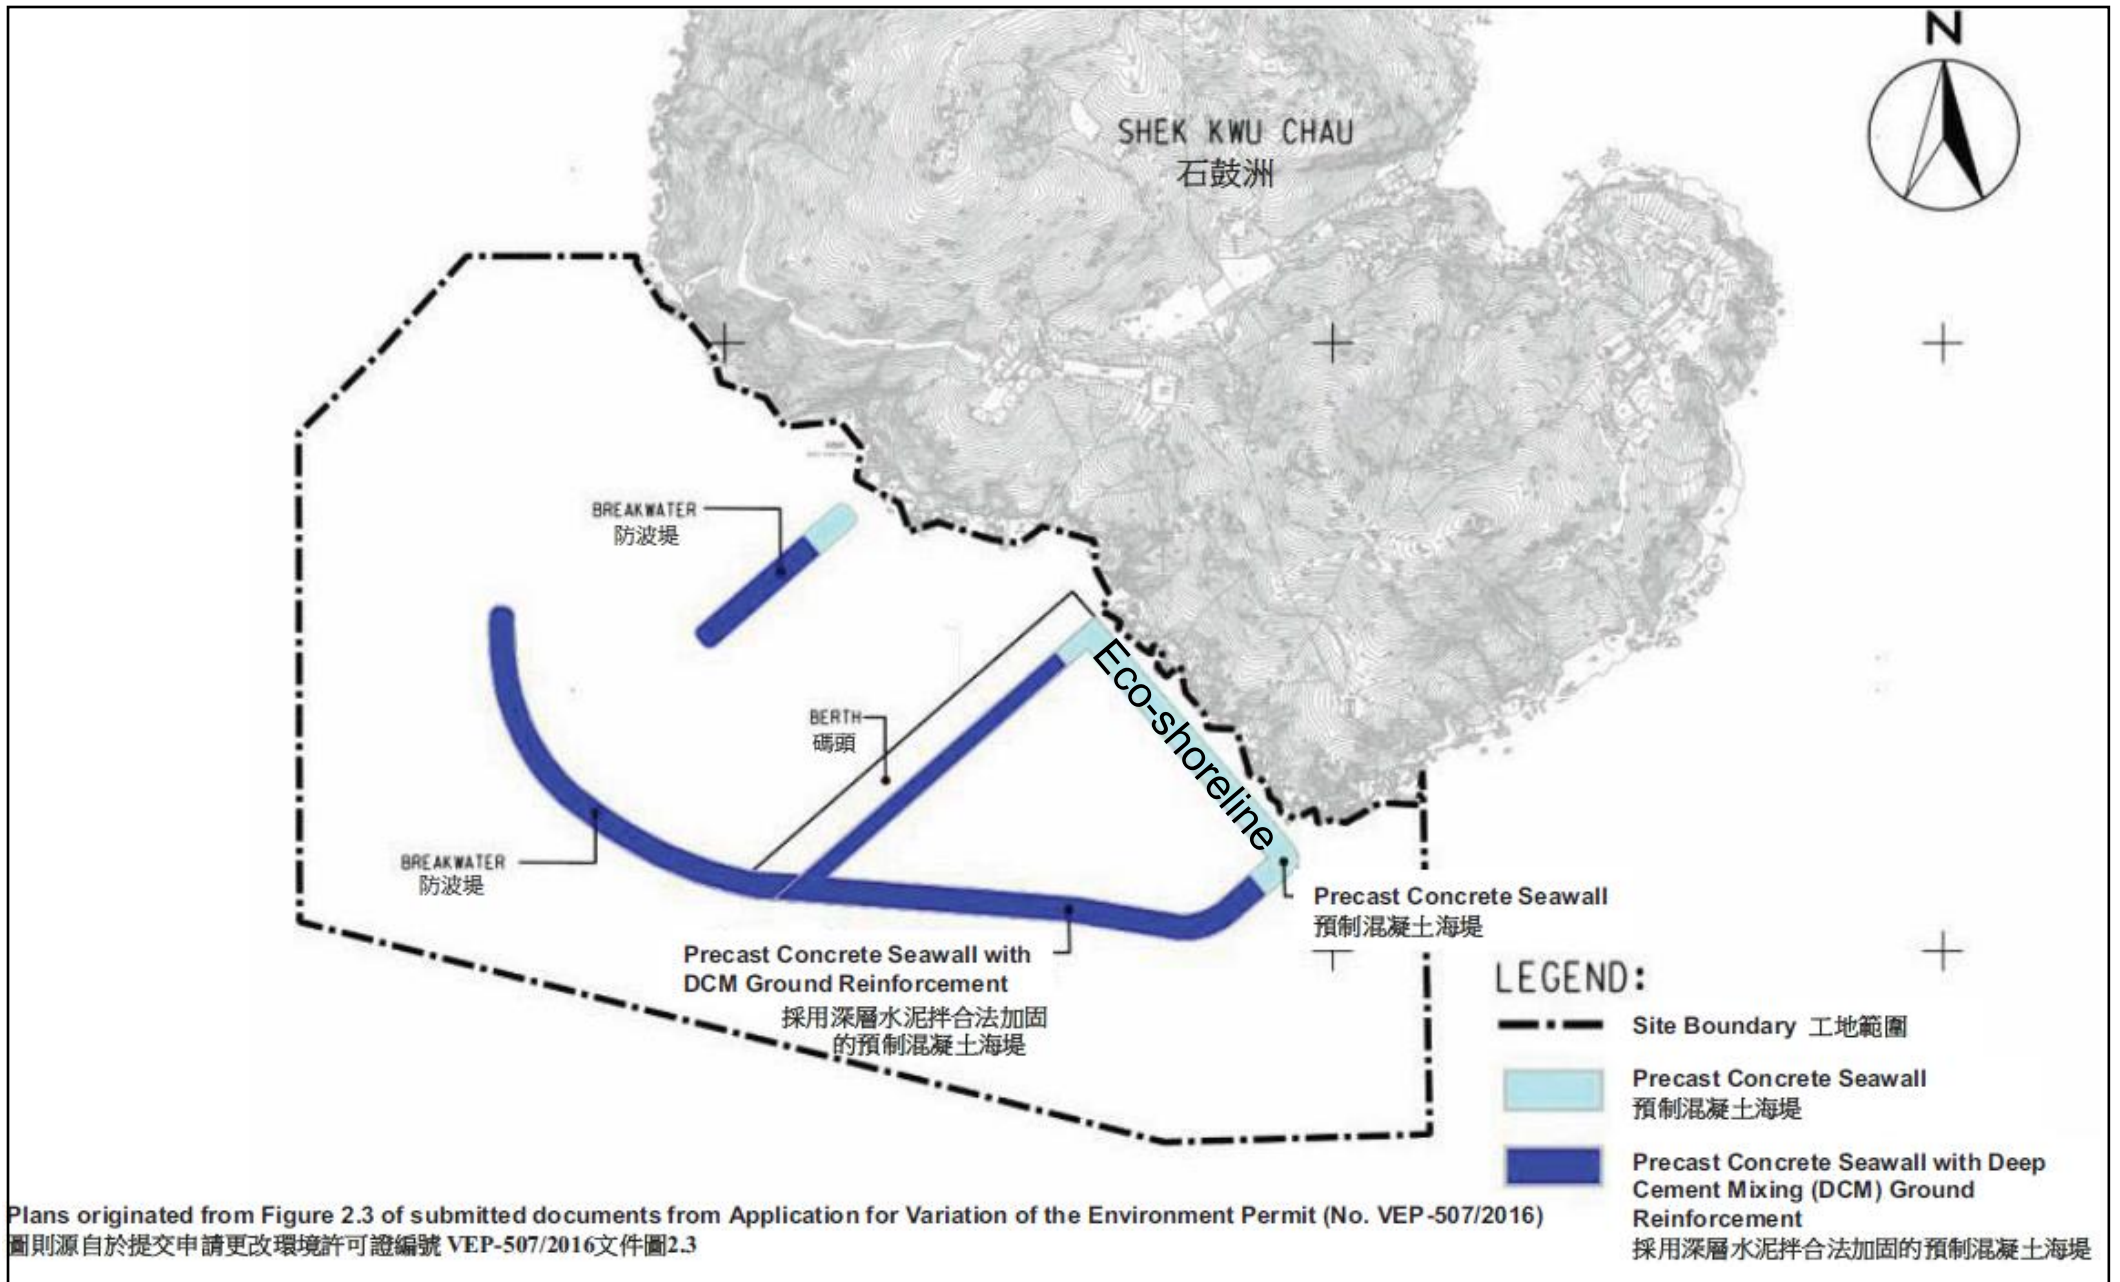 N
SHEK KWU CHAU
石鼓洲
BREAKWATER
防波堤
Eco-shoreline
BERTH
碼頭
BREAKWATER
防波堤
Precast Concrete Seawall
預制混凝土海堤
Precast Concrete Seawall with
DCM Ground Reinforcement
採用深層水泥拌合法加固
的預制混凝土海堤
LEGEND:
Site Boundary 工地範圍
Precast Concrete Seawall
預制混凝土海堤
Precast Concrete Seawall with Deep
Cement Mixing (DCM) Ground
Reinforcement
採用深層水泥拌合法加固的預制混凝土海堤
Plans originated from Figure 2.3 of submitted documents from Application for Variation of the Environment Permit (No. VEP-507/2016)
圖則源自於提交申請更改環境許可證編號 VEP-507/2016文件圖2.3